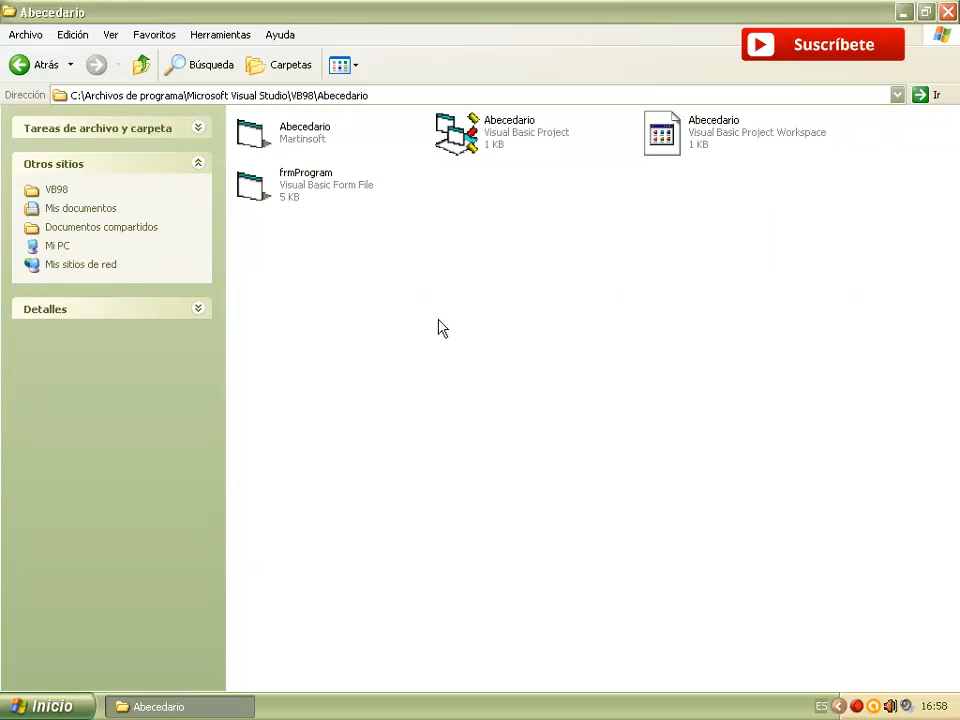 Abecedario
Archivo Edición Ver Favoritos Herramientas Ayuda
Suscríbete
Atrás Búsqueda Carpetas
Dirección C:\Archivos de programa\Microsoft Visual Studio\VB98\Abecedario Ir
Tareas de archivo y carpeta
Otros sitios
VB98
Mis documentos
Documentos compartidos
Mi PC
Mis sitios de red
Detalles
Abecedario
Martinsoft
Abecedario
Visual Basic Project
1 KB
Abecedario
Visual Basic Project Workspace
1 KB
frmProgram
Visual Basic Form File
5 KB
Inicio Abecedario ES 16:58